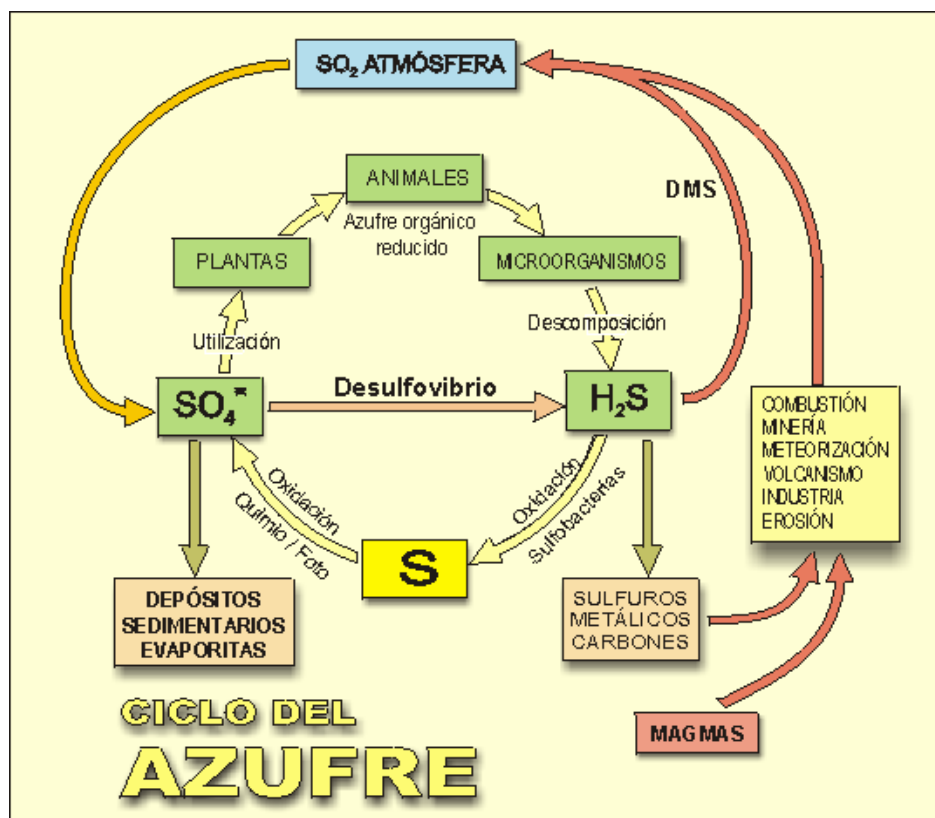 SO₂ ATMÓSFERA
ANIMALES
DMS
Azufre orgánico
reducido
PLANTAS
MICROORGANISMOS
Utilización
Descomposición
Desulfovibrio
SO₄⁼
H₂S
COMBUSTIÓN
MINERÍA
METEORIZACIÓN
VOLCANISMO
INDUSTRIA
EROSIÓN
Oxidación
Quimio / Foto
Oxidación
Sulfobacterias
S
DEPÓSITOS
SEDIMENTARIOS
EVAPORITAS
SULFUROS
METÁLICOS
CARBONES
MAGMAS
CICLO DEL
AZUFRE